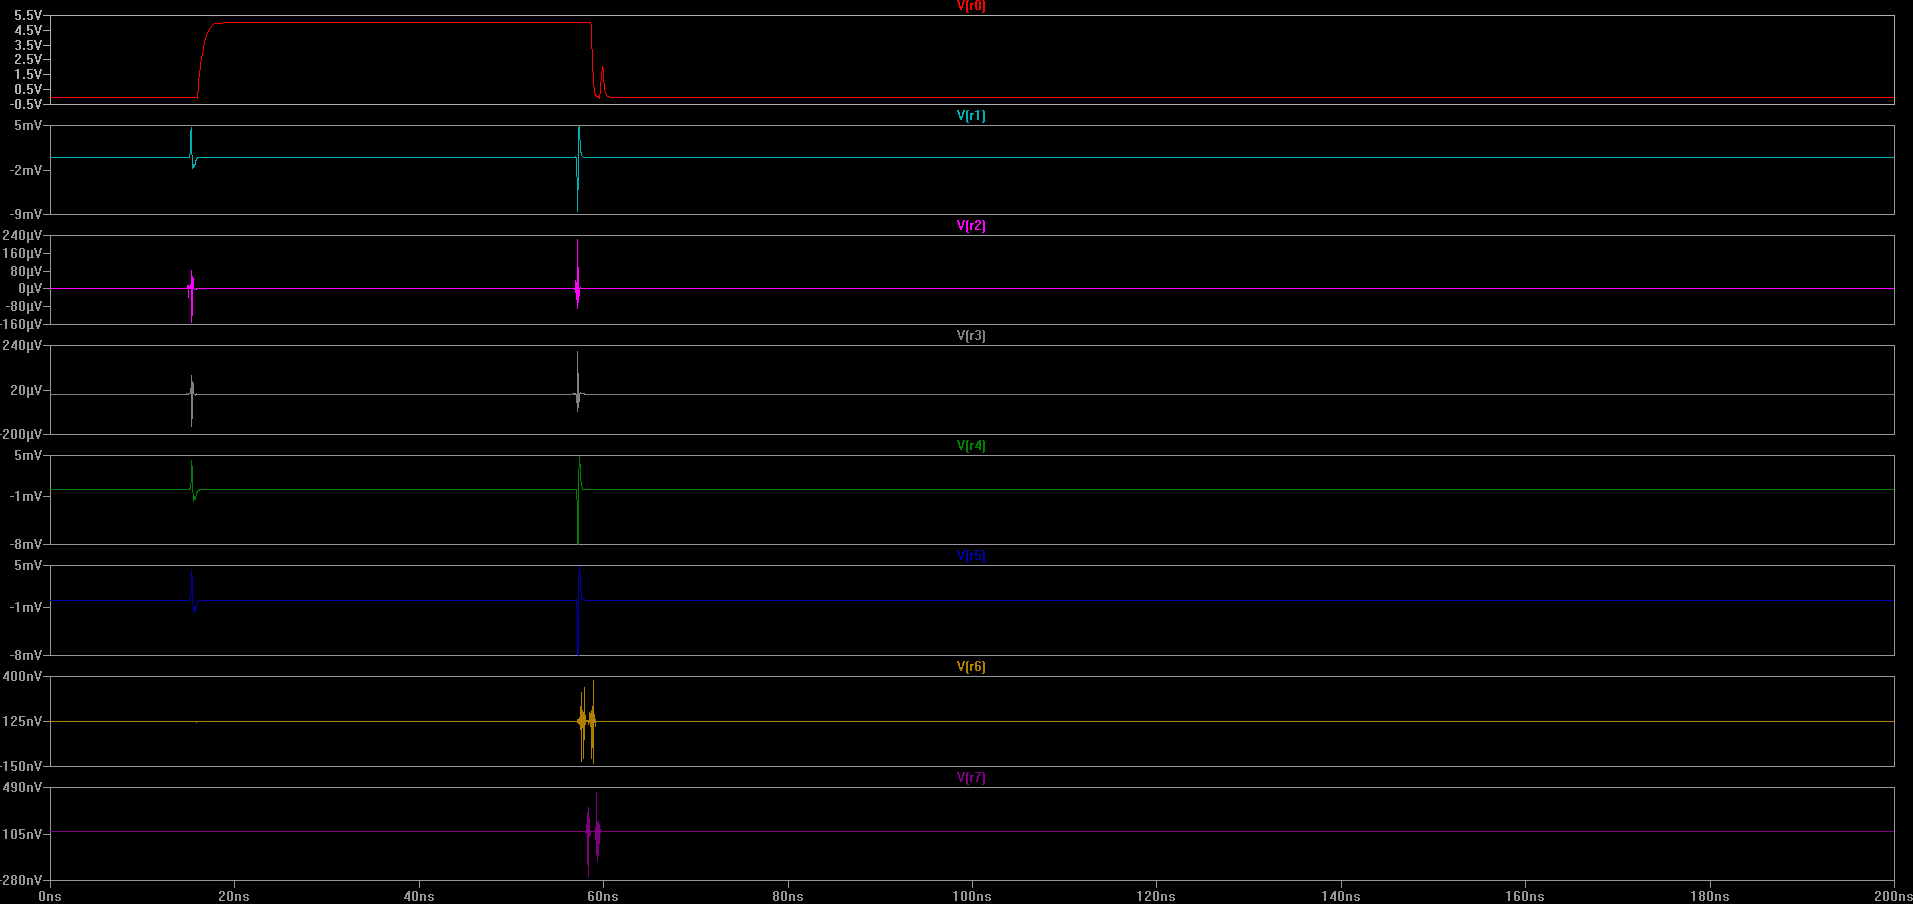 V(r0)
5.5V
4.5V
3.5V
2.5V
1.5V
0.5V
-0.5V
V(r1)
5mV
-2mV
-9mV
V(r2)
240µV
160µV
80µV
0µV
-80µV
-160µV
V(r3)
240µV
20µV
-200µV
V(r4)
5mV
-1mV
-8mV
V(r5)
5mV
-1mV
-8mV
V(r6)
400nV
125nV
-150nV
V(r7)
490nV
105nV
-280nV
0ns 20ns 40ns 60ns 80ns 100ns 120ns 140ns 160ns 180ns 200ns